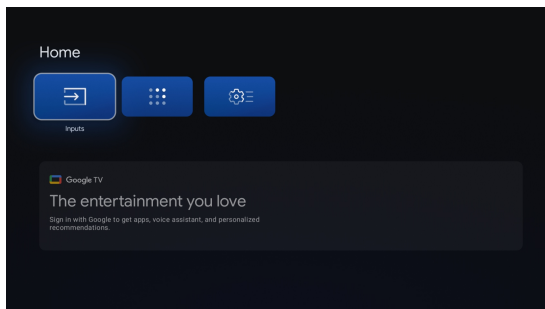 Home
Inputs
Google TV
The entertainment you love
Sign in with Google to get apps, voice assistant, and personalized
recommendations.